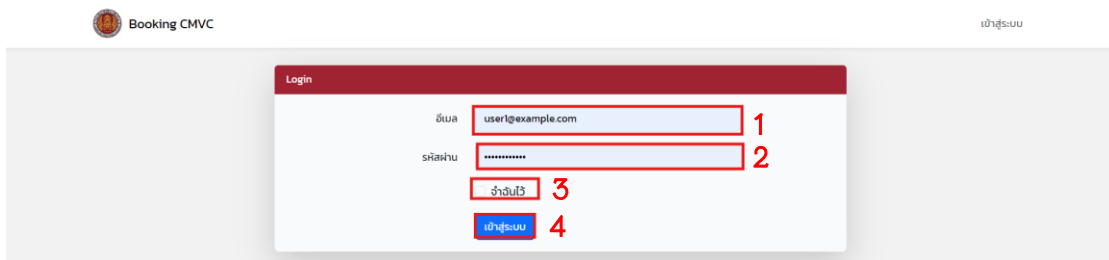 Booking CMVC เข้าสู่ระบบ
Login
อีเมล user1@example.com 1
รหัสผ่าน •••••••••••• 2
จำฉันไว้ 3
เข้าสู่ระบบ 4